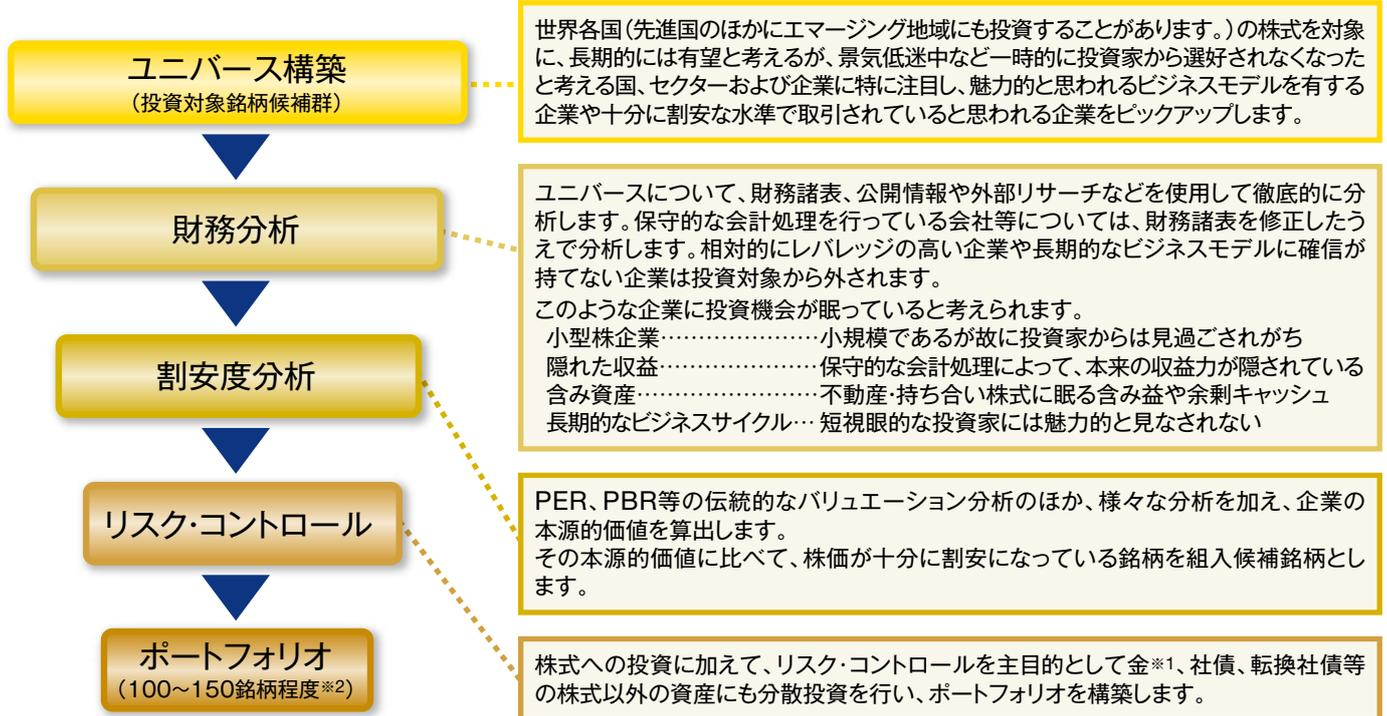 ユニバース構築
（投資対象銘柄候補群）
世界各国（先進国のほかにエマージング地域にも投資することがあります。）の株式を対象
に、長期的には有望と考えるが、景気低迷中など一時的に投資家から選好されなくなった
と考える国、セクターおよび企業に特に注目し、魅力的と思われるビジネスモデルを有する
企業や十分に割安な水準で取引されていると思われる企業をピックアップします。
財務分析
ユニバースについて、財務諸表、公開情報や外部リサーチなどを使用して徹底的に分
析します。保守的な会計処理を行っている会社等については、財務諸表を修正したう
えで分析します。相対的にレバレッジの高い企業や長期的なビジネスモデルに確信が
持てない企業は投資対象から外されます。
このような企業に投資機会が眠っていると考えられます。
小型株企業…………………小規模であるが故に投資家からは見過ごされがち
隠れた収益…………………保守的な会計処理によって、本来の収益力が隠されている
含み資産……………………不動産・持ち合い株式に眠る含み益や余剰キャッシュ
長期的なビジネスサイクル…短視眼的な投資家には魅力的と見なされない
割安度分析
PER、PBR等の伝統的なバリュエーション分析のほか、様々な分析を加え、企業の
本源的価値を算出します。
その本源的価値に比べて、株価が十分に割安になっている銘柄を組入候補銘柄とし
ます。
リスク・コントロール
株式への投資に加えて、リスク・コントロールを主目的として金※1、社債、転換社債等
の株式以外の資産にも分散投資を行い、ポートフォリオを構築します。
ポートフォリオ
（100～150銘柄程度※2）